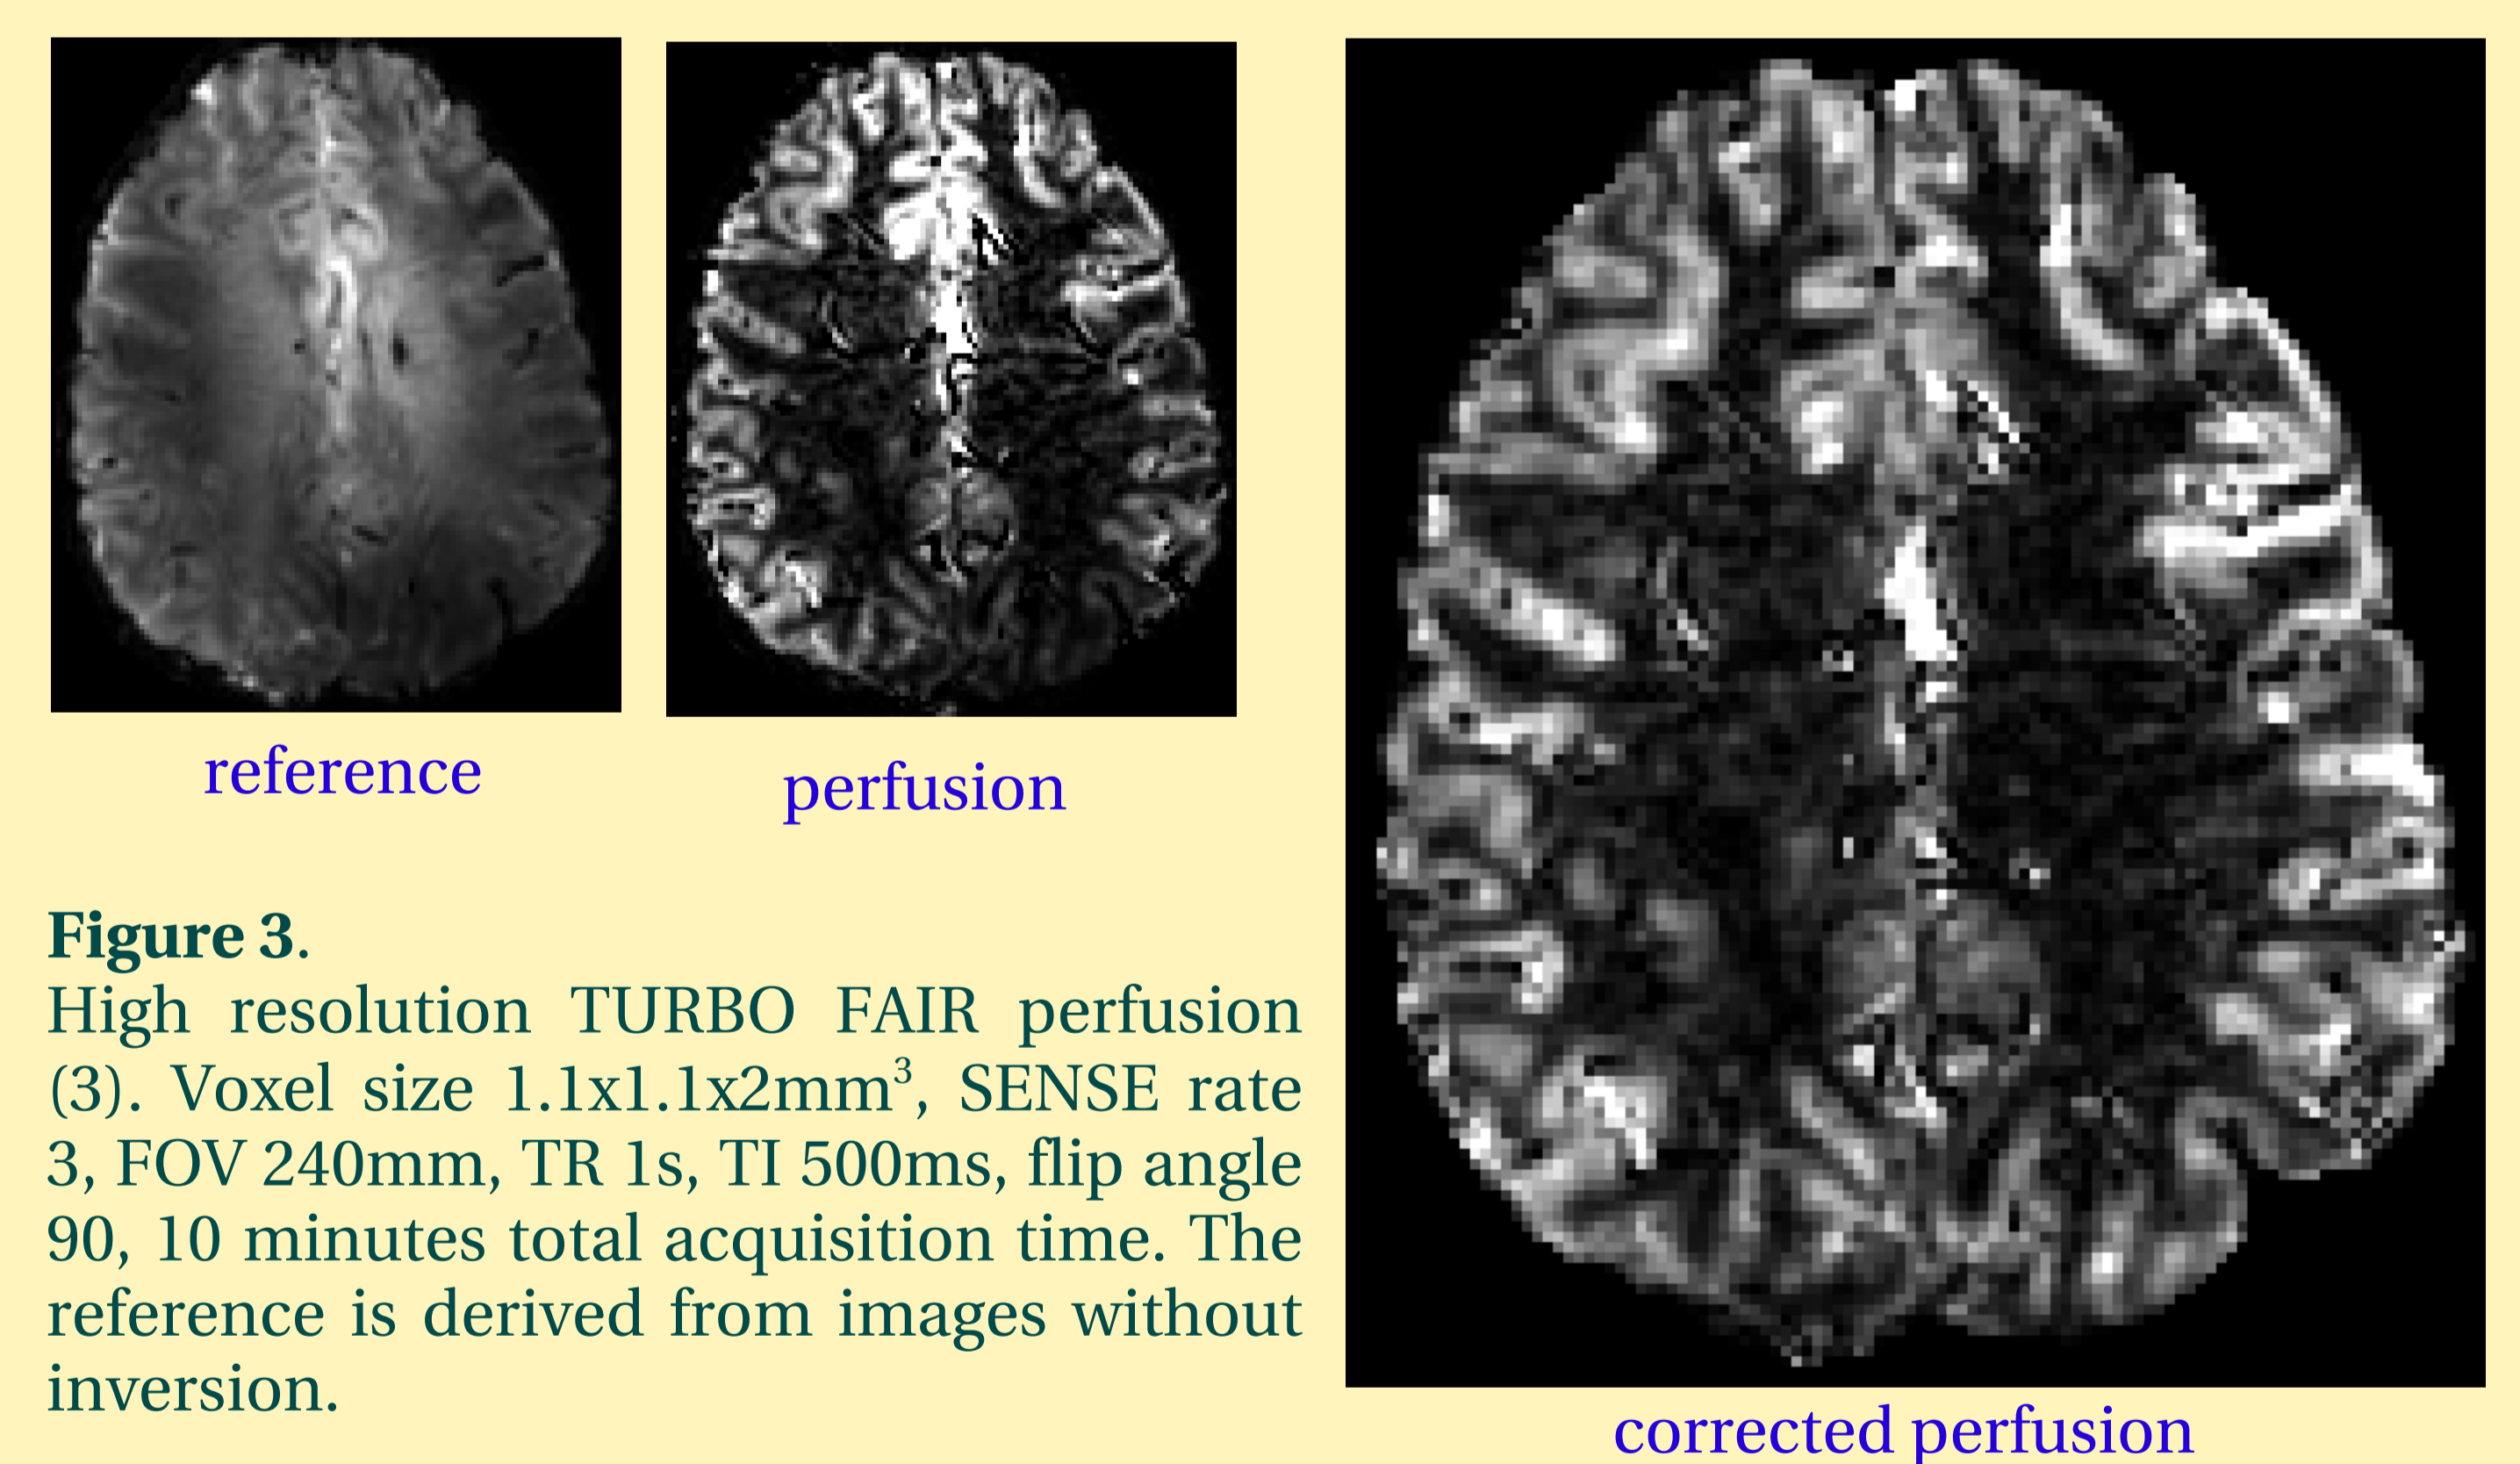 reference
perfusion
Figure 3.
High resolution TURBO FAIR perfusion
(3). Voxel size 1.1x1.1x2mm³, SENSE rate
3, FOV 240mm, TR 1s, TI 500ms, flip angle
90, 10 minutes total acquisition time. The
reference is derived from images without
inversion.
corrected perfusion